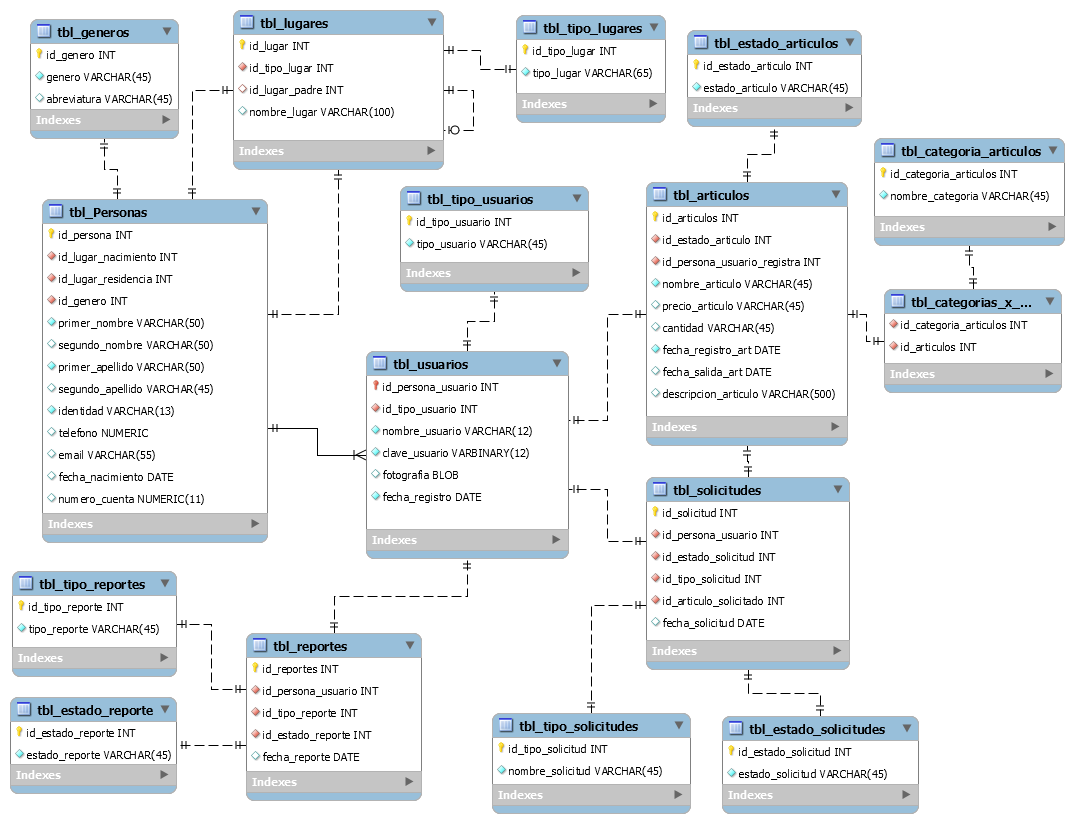 tbl_generos
id_genero INT
genero VARCHAR(45)
abreviatura VARCHAR(45)
Indexes
tbl_lugares
id_lugar INT
id_tipo_lugar INT
id_lugar_padre INT
nombre_lugar VARCHAR(100)
Indexes
tbl_tipo_lugares
id_tipo_lugar INT
tipo_lugar VARCHAR(65)
Indexes
tbl_estado_articulos
id_estado_articulo INT
estado_articulo VARCHAR(45)
Indexes
tbl_categoria_articulos
id_categoria_articulos INT
nombre_categoria VARCHAR(45)
Indexes
tbl_Personas
id_persona INT
id_lugar_nacimiento INT
id_lugar_residencia INT
id_genero INT
primer_nombre VARCHAR(50)
segundo_nombre VARCHAR(50)
primer_apellido VARCHAR(50)
segundo_apellido VARCHAR(45)
identidad VARCHAR(13)
telefono NUMERIC
email VARCHAR(55)
fecha_nacimiento DATE
numero_cuenta NUMERIC(11)
Indexes
tbl_tipo_usuarios
id_tipo_usuario INT
tipo_usuario VARCHAR(45)
Indexes
tbl_articulos
id_articulos INT
id_estado_articulo INT
id_persona_usuario_registra INT
nombre_articulo VARCHAR(45)
precio_articulo VARCHAR(45)
cantidad VARCHAR(45)
fecha_registro_art DATE
fecha_salida_art DATE
descripcion_articulo VARCHAR(500)
Indexes
tbl_categorias_x_...
id_categoria_articulos INT
id_articulos INT
Indexes
tbl_usuarios
id_persona_usuario INT
id_tipo_usuario INT
nombre_usuario VARCHAR(12)
clave_usuario VARBINARY(12)
fotografia BLOB
fecha_registro DATE
Indexes
tbl_solicitudes
id_solicitud INT
id_persona_usuario INT
id_estado_solicitud INT
id_tipo_solicitud INT
id_articulo_solicitado INT
fecha_solicitud DATE
Indexes
tbl_tipo_reportes
id_tipo_reporte INT
tipo_reporte VARCHAR(45)
Indexes
tbl_reportes
id_reportes INT
id_persona_usuario INT
id_tipo_reporte INT
id_estado_reporte INT
fecha_reporte DATE
Indexes
tbl_estado_reporte
id_estado_reporte INT
estado_reporte VARCHAR(45)
Indexes
tbl_tipo_solicitudes
id_tipo_solicitud INT
nombre_solicitud VARCHAR(45)
Indexes
tbl_estado_solicitudes
id_estado_solicitud INT
estado_solicitud VARCHAR(45)
Indexes